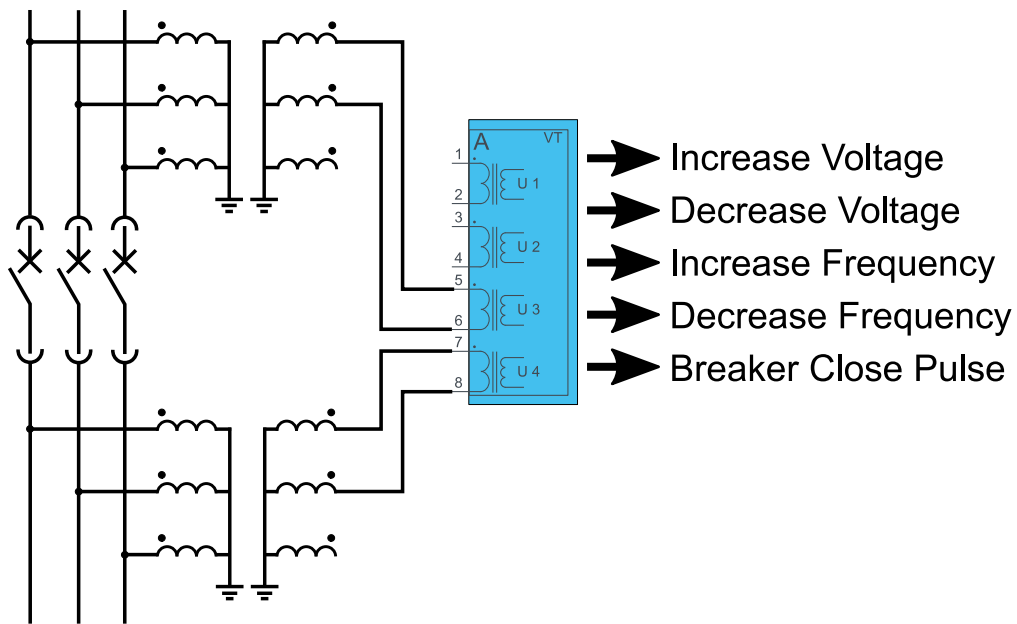 A VT
1
U 1
2
3
U 2
4
5
U 3
6
7
U 4
8
Increase Voltage
Decrease Voltage
Increase Frequency
Decrease Frequency
Breaker Close Pulse